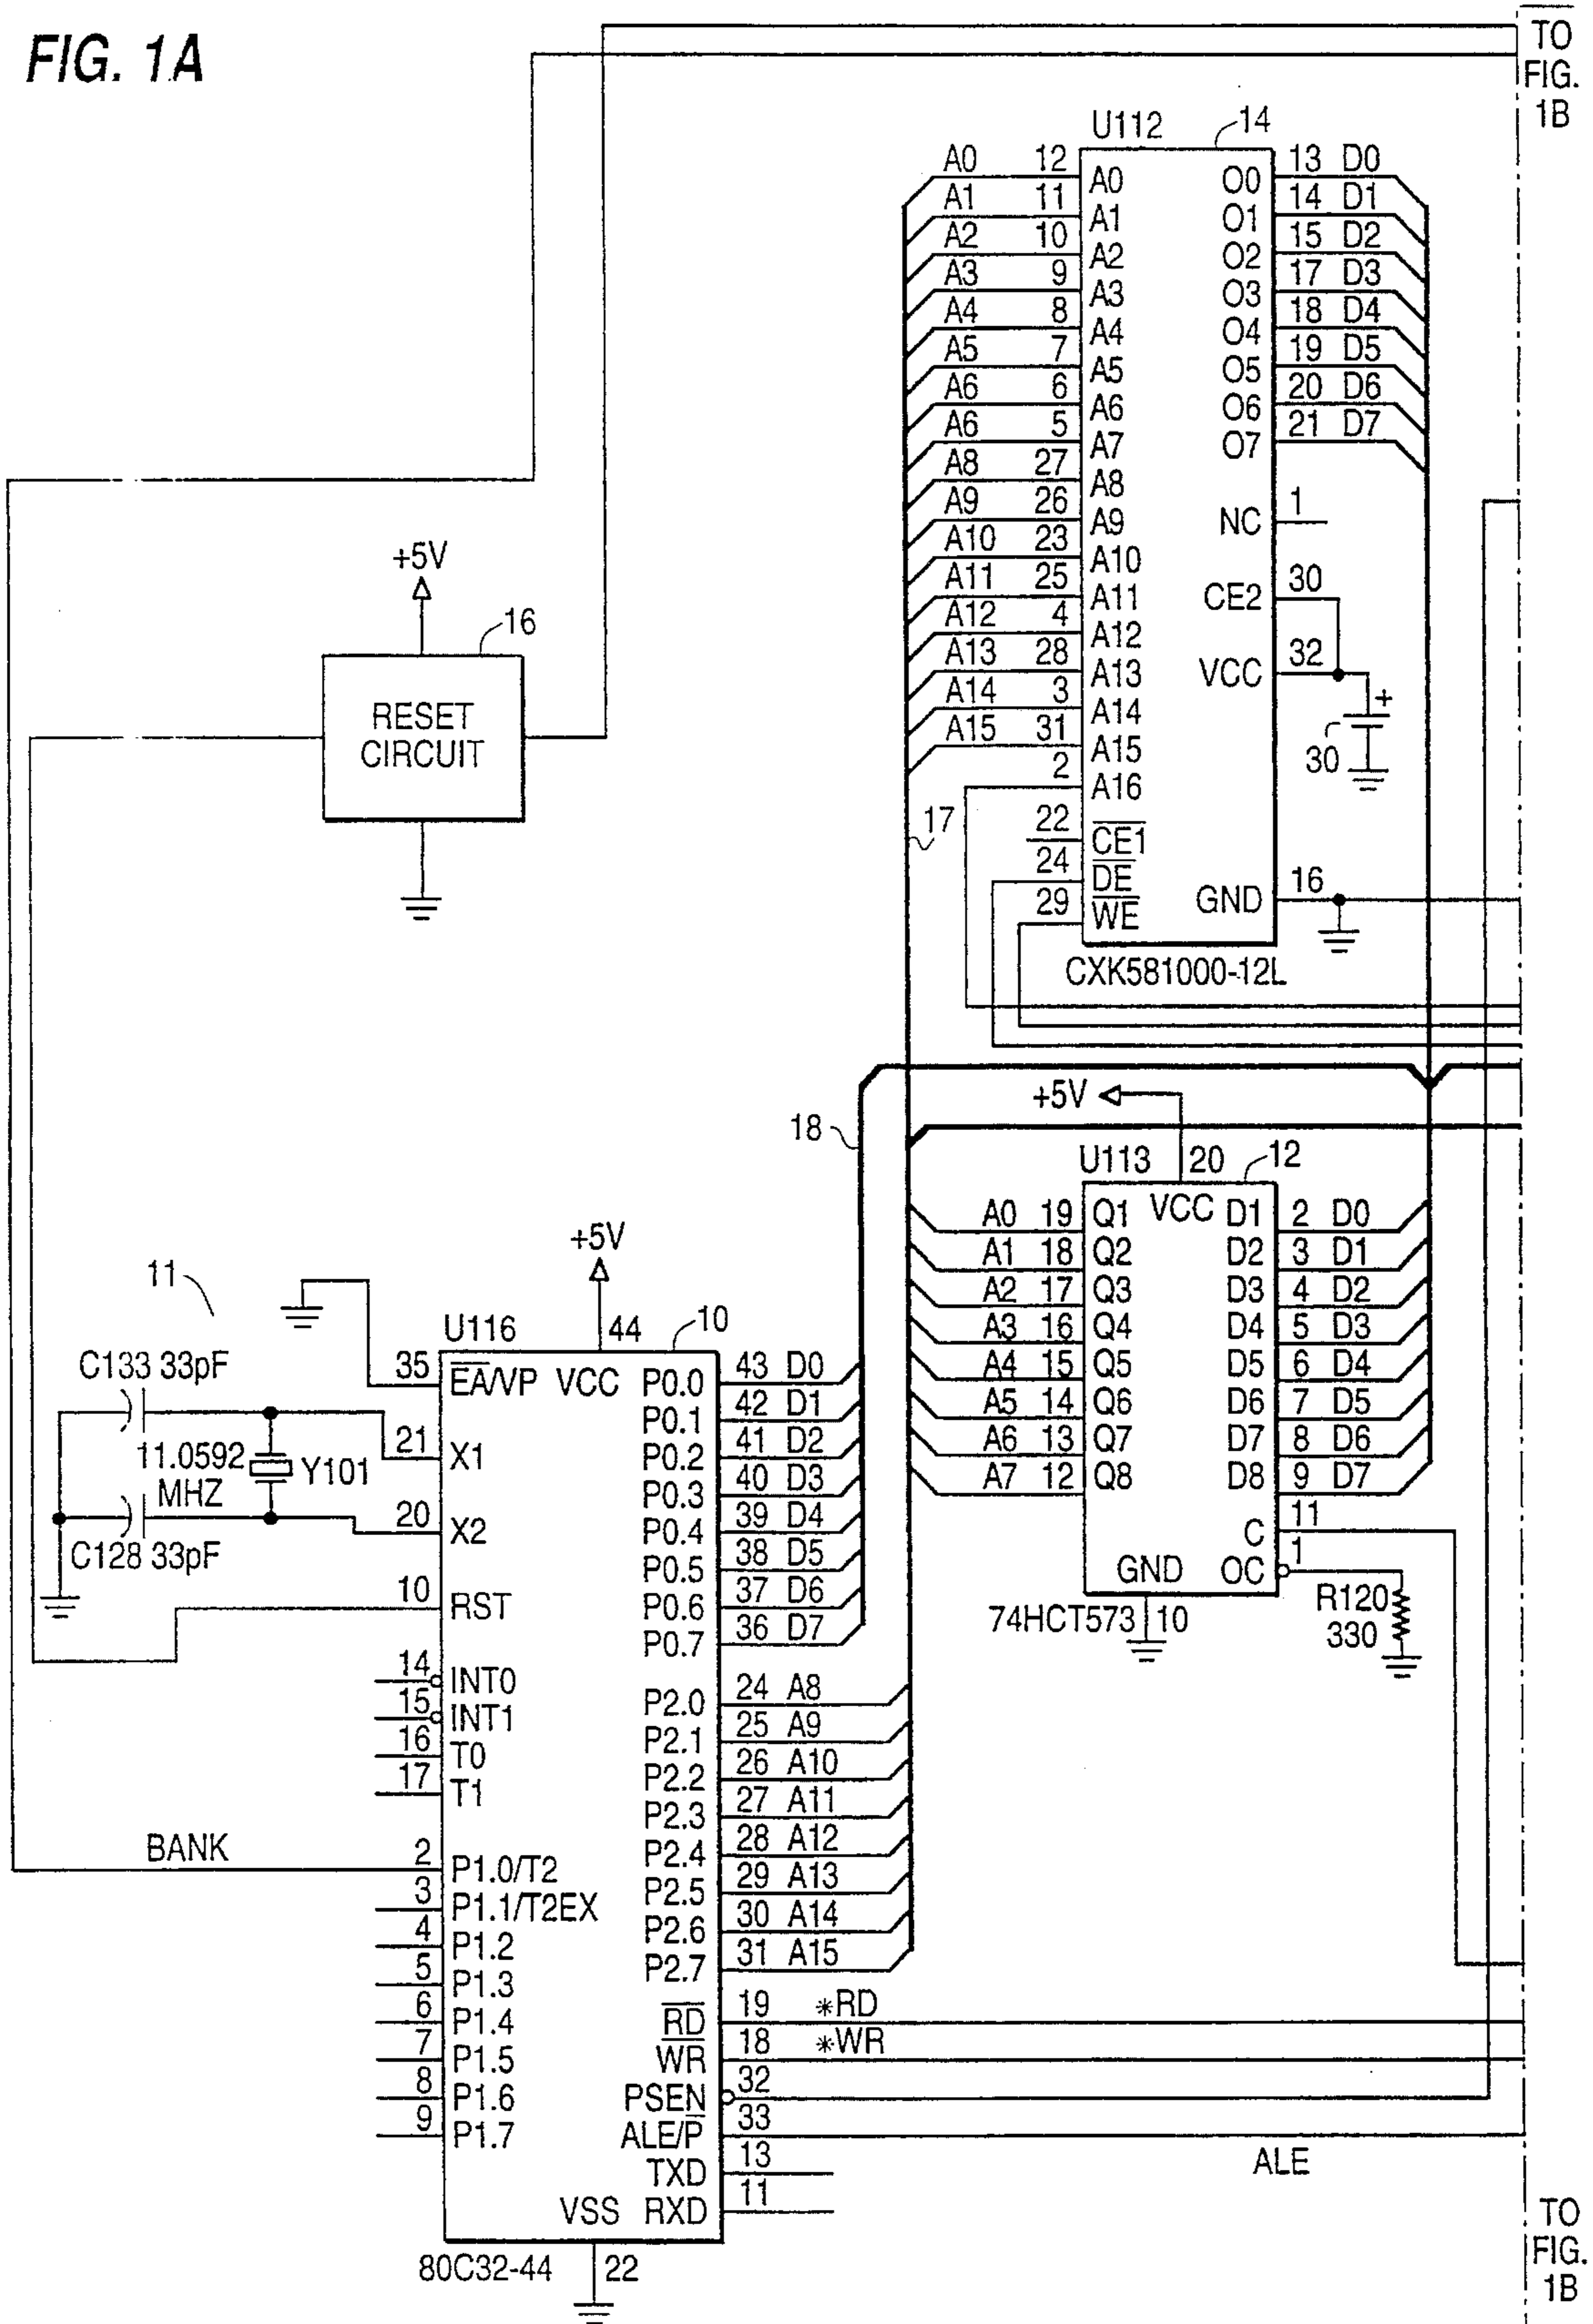 FIG. 1A
TO
FIG.
1B
U112
14
A0 12 A0 O0 13 D0
A1 11 A1 O1 14 D1
A2 10 A2 O2 15 D2
A3 9 A3 O3 17 D3
A4 8 A4 O4 18 D4
A5 7 A5 O5 19 D5
A6 6 A6 O6 20 D6
A6 5 A7 O7 21 D7
A8 27 A8
A9 26 A9 NC 1
A10 23 A10
A11 25 A11 CE2 30
A12 4 A12
A13 28 A13 VCC 32
A14 3 A14 +
A15 31 A15 30
2 A16
17
22 CE1
24 DE
29 WE GND 16
CXK581000-12L
+5V
16
RESET
CIRCUIT
+5V
18
U113 20 12
VCC
A0 19 Q1 D1 2 D0
A1 18 Q2 D2 3 D1
A2 17 Q3 D3 4 D2
A3 16 Q4 D4 5 D3
A4 15 Q5 D5 6 D4
A5 14 Q6 D6 7 D5
A6 13 Q7 D7 8 D6
A7 12 Q8 D8 9 D7
C 11
GND OC 1
74HCT573 10
R120
330
+5V
11
U116 44 10
C133 33pF
35 EA/VP VCC P0.0 43 D0
P0.1 42 D1
21 X1 P0.2 41 D2
11.0592
MHZ
Y101
P0.3 40 D3
20 X2 P0.4 39 D4
C128 33pF
P0.5 38 D5
10 RST P0.6 37 D6
P0.7 36 D7
14 INT0 P2.0 24 A8
15 INT1 P2.1 25 A9
16 T0 P2.2 26 A10
17 T1 P2.3 27 A11
BANK
2 P1.0/T2 P2.4 28 A12
3 P1.1/T2EX P2.5 29 A13
4 P1.2 P2.6 30 A14
5 P1.3 P2.7 31 A15
6 P1.4 RD 19 *RD
7 P1.5 WR 18 *WR
8 P1.6 PSEN 32
9 P1.7 ALE/P 33
ALE
TXD 13
VSS RXD 11
80C32-44 22
TO
FIG.
1B